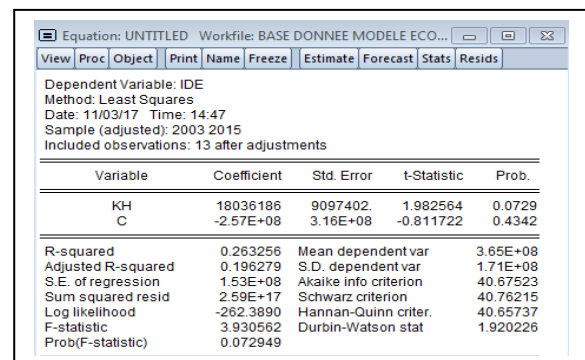 Equation: UNTITLED Workfile: BASE DONNEE MODELE ECO...
View Proc Object Print Name Freeze Estimate Forecast Stats Resids
Dependent Variable: IDE
Method: Least Squares
Date: 11/03/17 Time: 14:47
Sample (adjusted): 2003 2015
Included observations: 13 after adjustments
Variable Coefficient Std. Error t-Statistic Prob.
KH 18036186 9097402. 1.982564 0.0729
C -2.57E+08 3.16E+08 -0.811722 0.4342
R-squared 0.263256 Mean dependent var 3.65E+08
Adjusted R-squared 0.196279 S.D. dependent var 1.71E+08
S.E. of regression 1.53E+08 Akaike info criterion 40.67523
Sum squared resid 2.59E+17 Schwarz criterion 40.76215
Log likelihood -262.3890 Hannan-Quinn criter. 40.65737
F-statistic 3.930562 Durbin-Watson stat 1.920226
Prob(F-statistic) 0.072949